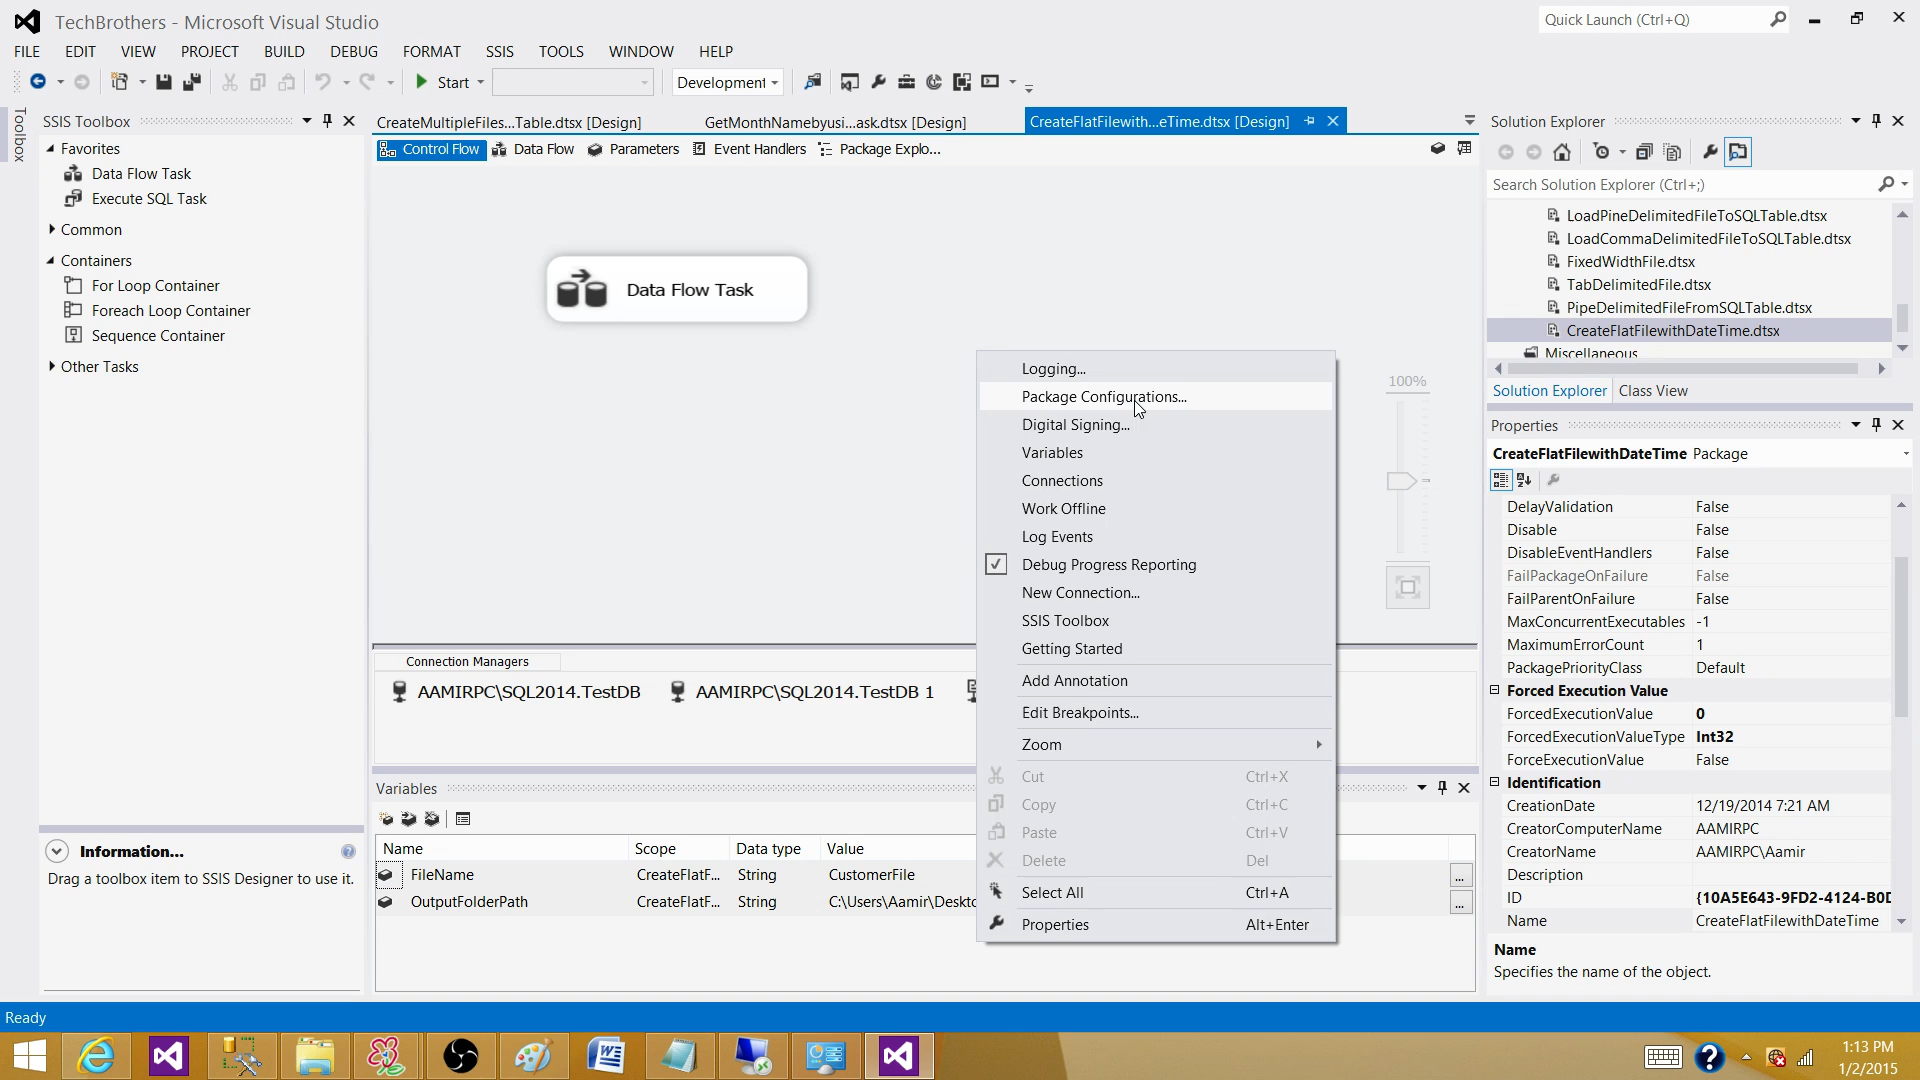 TechBrothers - Microsoft Visual Studio
Quick Launch (Ctrl+Q)
FILE EDIT VIEW PROJECT BUILD DEBUG FORMAT SSIS TOOLS WINDOW HELP
Start Development
Toolbox
SSIS Toolbox
Favorites
Data Flow Task
Execute SQL Task
Common
Containers
For Loop Container
Foreach Loop Container
Sequence Container
Other Tasks
Information...
Drag a toolbox item to SSIS Designer to use it.
CreateMultipleFiles...Table.dtsx [Design] GetMonthNamebyusi...ask.dtsx [Design] CreateFlatFilewith...eTime.dtsx [Design]
Control Flow Data Flow Parameters Event Handlers Package Explo...
Data Flow Task
100%
Connection Managers
AAMIRPC\SQL2014.TestDB AAMIRPC\SQL2014.TestDB 1
Variables
Name Scope Data type Value
FileName CreateFlatF... String CustomerFile ...
OutputFolderPath CreateFlatF... String C:\Users\Aamir\Deskto ...
Logging...
Package Configurations...
Digital Signing...
Variables
Connections
Work Offline
Log Events
Debug Progress Reporting
New Connection...
SSIS Toolbox
Getting Started
Add Annotation
Edit Breakpoints...
Zoom
Cut Ctrl+X
Copy Ctrl+C
Paste Ctrl+V
Delete Del
Select All Ctrl+A
Properties Alt+Enter
Solution Explorer
Search Solution Explorer (Ctrl+;)
LoadPineDelimitedFileToSQLTable.dtsx
LoadCommaDelimitedFileToSQLTable.dtsx
FixedWidthFile.dtsx
TabDelimitedFile.dtsx
PipeDelimitedFileFromSQLTable.dtsx
CreateFlatFilewithDateTime.dtsx
Miscellaneous
Solution Explorer Class View
Properties
CreateFlatFilewithDateTime Package
DelayValidation False
Disable False
DisableEventHandlers False
FailPackageOnFailure False
FailParentOnFailure False
MaxConcurrentExecutables -1
MaximumErrorCount 1
PackagePriorityClass Default
Forced Execution Value
ForcedExecutionValue 0
ForcedExecutionValueType Int32
ForceExecutionValue False
Identification
CreationDate 12/19/2014 7:21 AM
CreatorComputerName AAMIRPC
CreatorName AAMIRPC\Aamir
Description
ID {10A5E643-9FD2-4124-B0D
Name CreateFlatFilewithDateTime
Name
Specifies the name of the object.
Ready
1:13 PM
1/2/2015